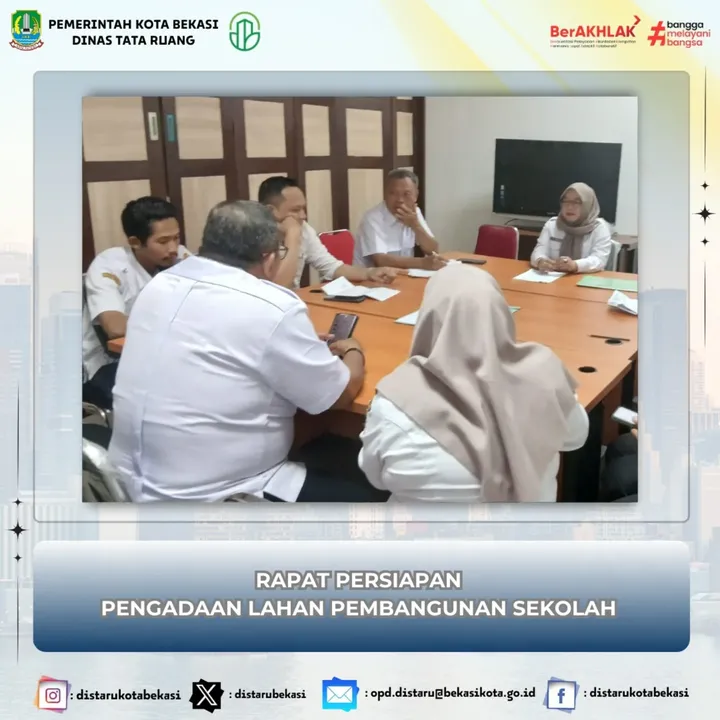 PEMERINTAH KOTA BEKASI
DINAS TATA RUANG
BerAKHLAK
#bangga
melayani
bangsa
RAPAT PERSIAPAN
PENGADAAN LAHAN PEMBANGUNAN SEKOLAH
: distarukotabekasi
: distarubekasi
: opd.distaru@bekasikota.go.id
: distarukotabekasi